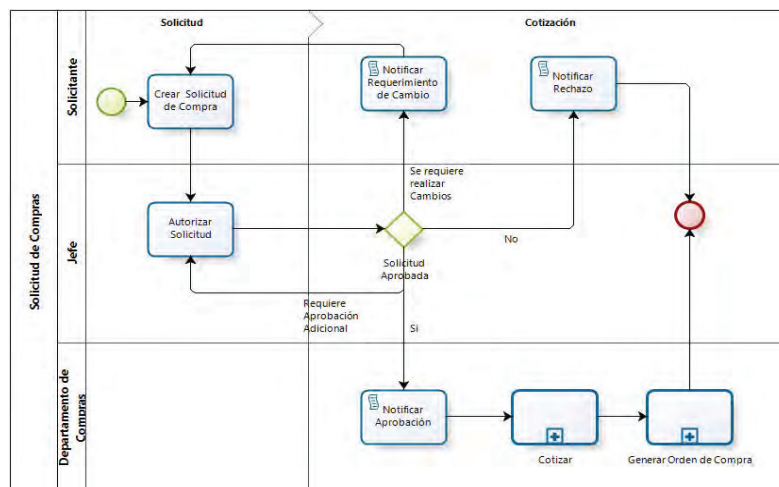 Solicitud
Cotización
Solicitud de Compras
Solicitante
Crear Solicitud
de Compra
Notificar
Requerimiento
de Cambio
Notificar
Rechazo
Se requiere
realizar
Cambios
Jefe
Autorizar
Solicitud
Solicitud
Aprobada
No
Requiere
Aprobación
Adicional
Si
Departamento de
Compras
Notificar
Aprobación
Cotizar
Generar Orden de Compra